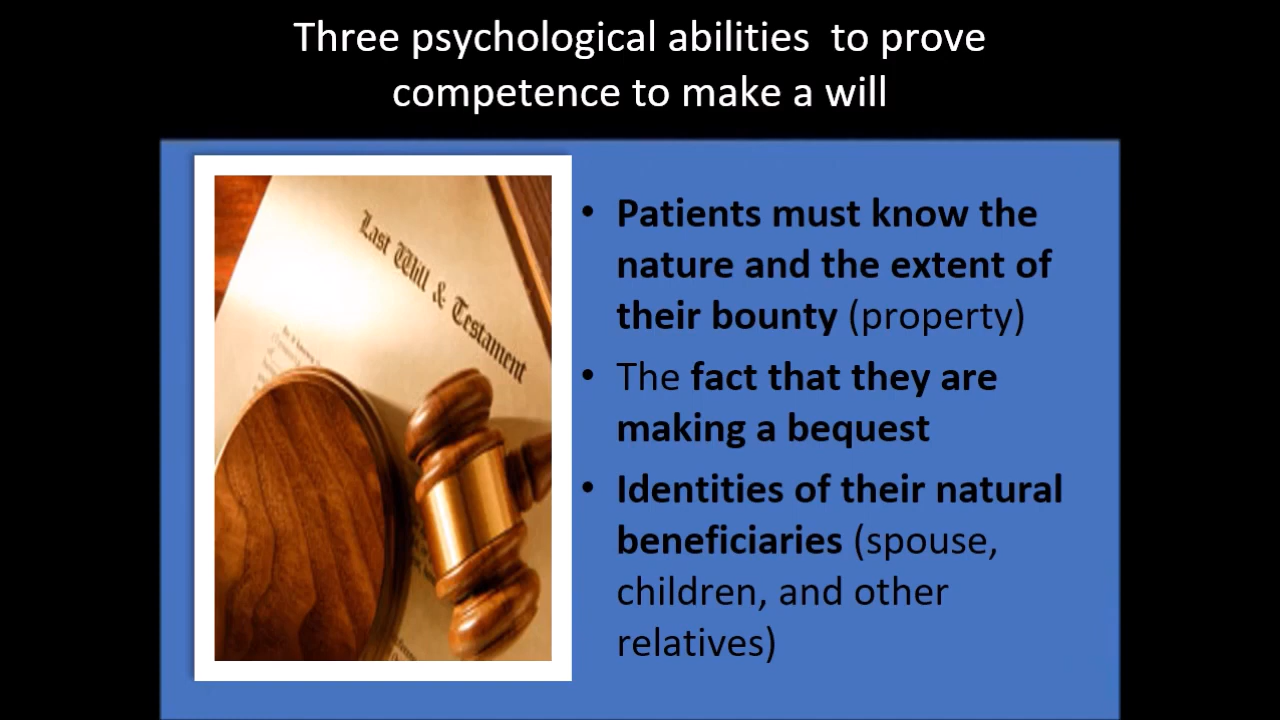 Three psychological abilities  to prove
competence to make a will
Last Will & Testament
• Patients must know the
nature and the extent of
their bounty (property)
• The fact that they are
making a bequest
• Identities of their natural
beneficiaries (spouse,
children, and other
relatives)